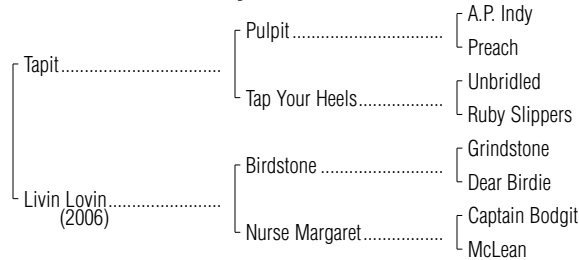 A.P. Indy
Pulpit
Preach
Tapit
Unbridled
Tap Your Heels
Ruby Slippers
Grindstone
Birdstone
Dear Birdie
Livin Lovin
(2006)
Captain Bodgit
Nurse Margaret
McLean